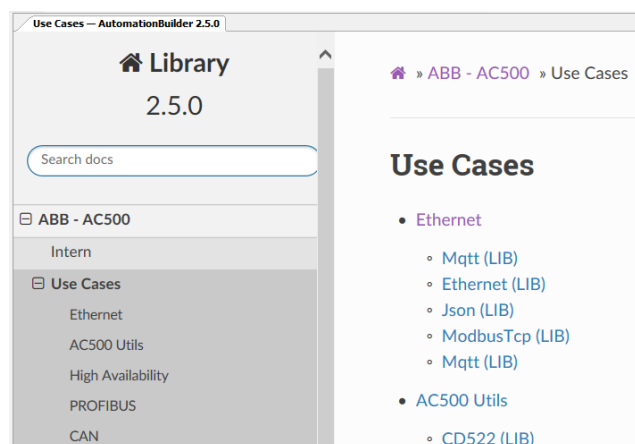 Use Cases — AutomationBuilder 2.5.0
Library
2.5.0
Search docs
ABB - AC500
Intern
Use Cases
Ethernet
AC500 Utils
High Availability
PROFIBUS
CAN
» ABB - AC500 » Use Cases
Use Cases
• Ethernet
◦ Mqtt (LIB)
◦ Ethernet (LIB)
◦ Json (LIB)
◦ ModbusTcp (LIB)
◦ Mqtt (LIB)
• AC500 Utils
◦ CD522 (LIB)